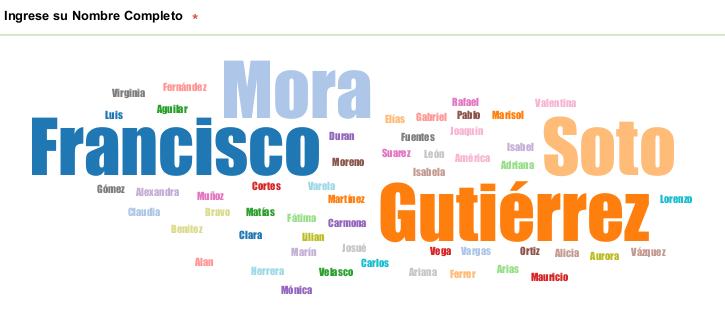 Ingrese su Nombre Completo *
Mora
Virginia
Fernández
Luis
Aguilar
Rafael
Valentina
Elías
Gabriel
Pablo
Marisol
Francisco
Duran
Fuentes
Joaquín
Soto
Moreno
Suarez
León
América
Isabel
Adriana
Isabela
Gómez
Alexandra
Muñoz
Cortes
Varela
Martínez
Gutiérrez
Lorenzo
Claudia
Bravo
Matías
Fátima
Carmona
Benitez
Clara
Lilian
Marín
Josué
Vega
Vargas
Ortiz
Alicia
Aurora
Vázquez
Alan
Herrera
Velasco
Carlos
Ariana
Ferrer
Arias
Mauricio
Mónica